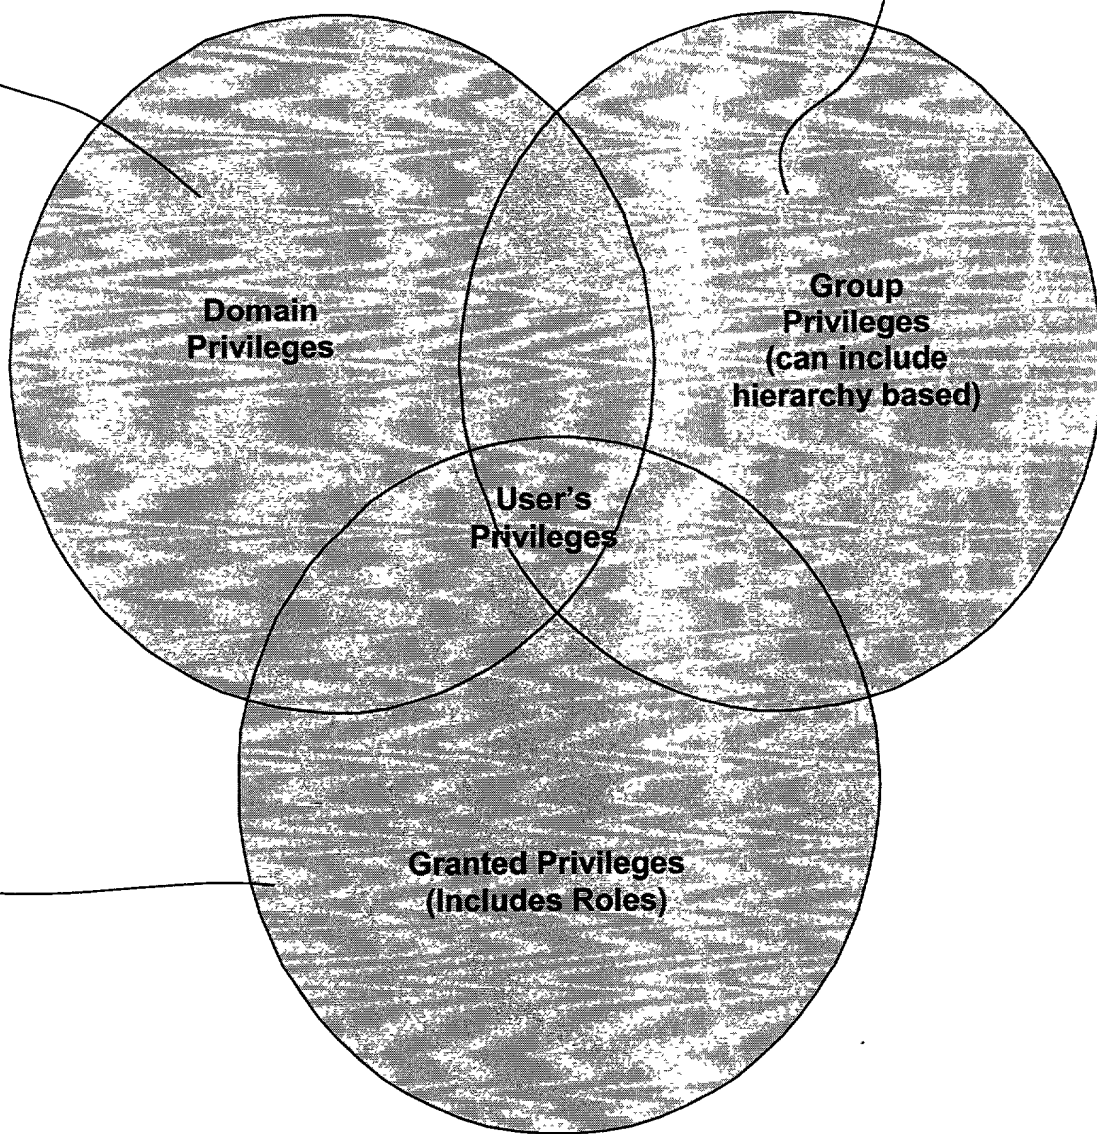 Domain
Privileges
Group
Privileges
(can include
hierarchy based)
User's
Privileges
Granted Privileges
(Includes Roles)